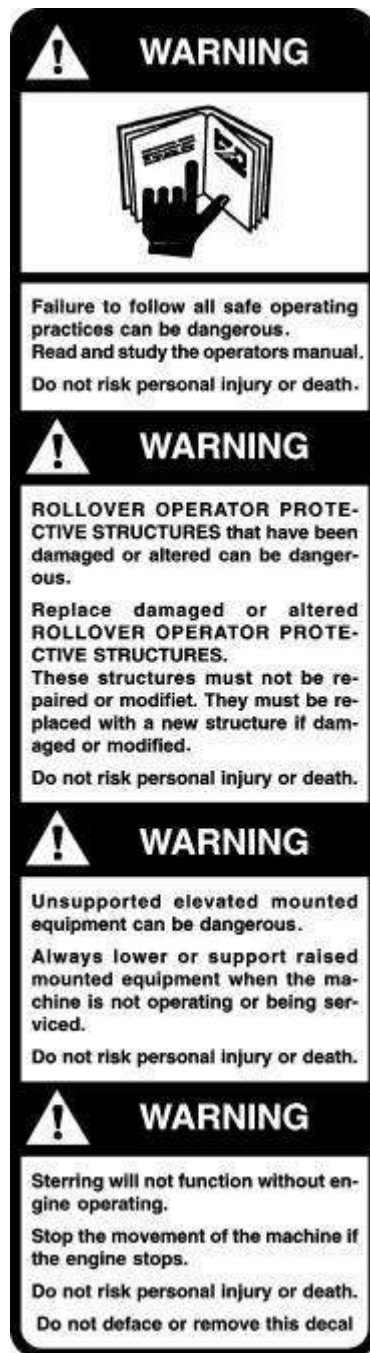 WARNING
Failure to follow all safe operating
practices can be dangerous.
Read and study the operators manual.
Do not risk personal injury or death.
WARNING
ROLLOVER OPERATOR PROTE-
CTIVE STRUCTURES that have been
damaged or altered can be danger-
ous.
Replace damaged or altered
ROLLOVER OPERATOR PROTE-
CTIVE STRUCTURES.
These structures must not be re-
paired or modifiet. They must be re-
placed with a new structure if dam-
aged or modified.
Do not risk personal injury or death.
WARNING
Unsupported elevated mounted
equipment can be dangerous.
Always lower or support raised
mounted equipment when the ma-
chine is not operating or being ser-
viced.
Do not risk personal injury or death.
WARNING
Sterring will not function without en-
gine operating.
Stop the movement of the machine if
the engine stops.
Do not risk personal injury or death.
Do not deface or remove this decal